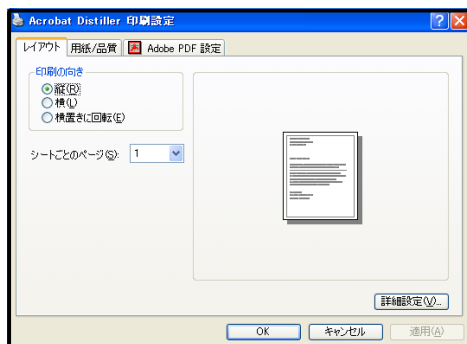 Acrobat Distiller 印刷設定
レイアウト 用紙/品質 Adobe PDF 設定
印刷の向き
縦(R)
横(L)
横置きに回転(E)
シートごとのページ(S): 1
詳細設定(V)...
OK キャンセル 適用(A)